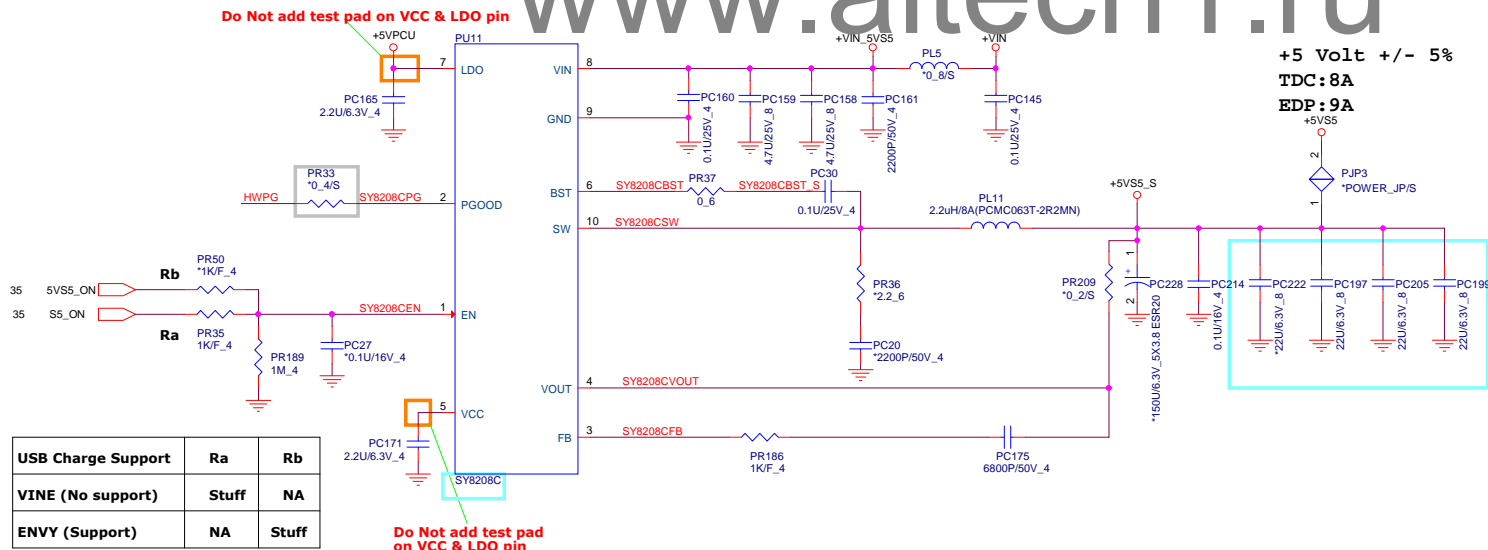 www.aitech1.ru
Do Not add test pad on VCC & LDO pin
+5VPCU
PU11
+VIN_5VS5
+VIN
+5 Volt +/- 5%
TDC:8A
EDP:9A
+5VS5
7
LDO
VIN
8
PL5
*0_8/S
PC165
2.2U/6.3V_4
PC160
0.1U/25V_4
PC159
4.7U/25V_8
PC158
4.7U/25V_8
PC161
2200P/50V_4
PC145
0.1U/25V_4
GND
9
2
PJP3
*POWER_JP/S
1
PR33
*0_4/S
HWPG
SY8208CPG
2
PGOOD
BST
6
SY8208CBST
PR37
0_6
SY8208CBST_S
PC30
0.1U/25V_4
+5VS5_S
PL11
2.2uH/8A(PCMC063T-2R2MN)
SW
10
SY8208CSW
PR36
*2.2_6
PR209
*0_2/S
1
+
2
PC228
*150U/6.3V_5X3.8 ESR20
PC214
0.1U/16V_4
PC222
*22U/6.3V_8
PC197
22U/6.3V_8
PC205
22U/6.3V_8
PC199
22U/6.3V_8
Rb
PR50
*1K/F_4
35
5VS5_ON
35
S5_ON
SY8208CEN
1
EN
Ra
PR35
1K/F_4
PR189
1M_4
PC27
*0.1U/16V_4
PC20
*2200P/50V_4
VOUT
4
SY8208CVOUT
5
VCC
PC171
2.2U/6.3V_4
FB
3
SY8208CFB
PR186
1K/F_4
PC175
6800P/50V_4
SY8208C
USB Charge Support Ra Rb
VINE (No support) Stuff NA
ENVY (Support) NA Stuff
Do Not add test pad
on VCC & LDO pin